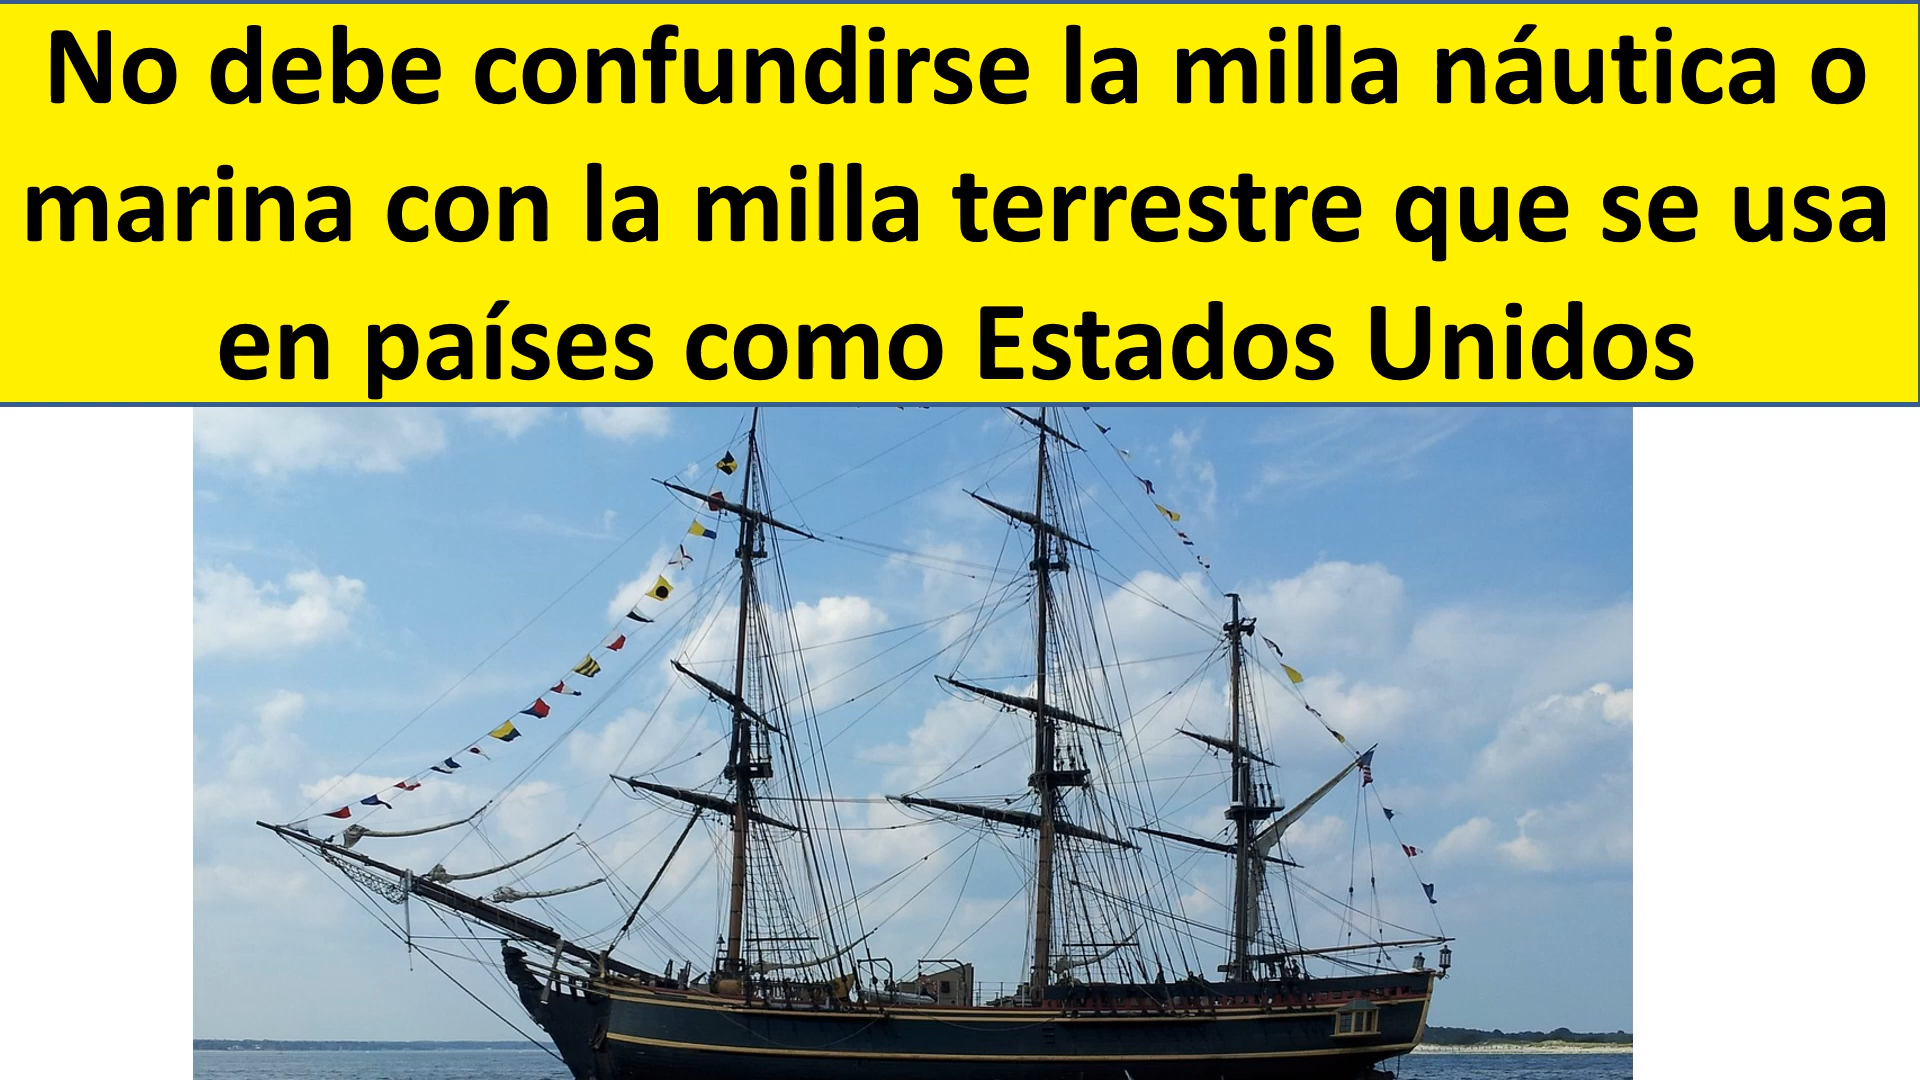 No debe confundirse la milla náutica o
marina con la milla terrestre que se usa
en países como Estados Unidos